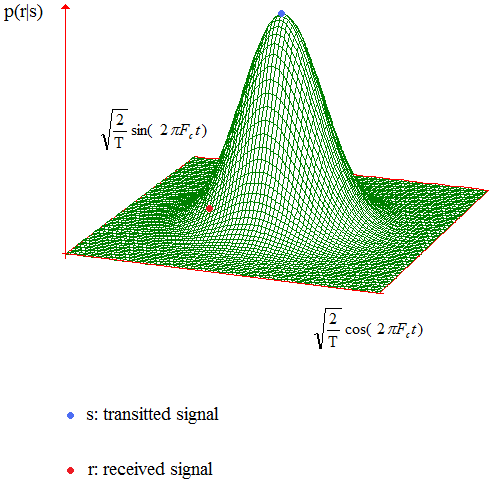 p(r|s)
√2/T sin( 2πF_c t)
√2/T cos( 2πF_c t)
s: transitted signal
r: received signal